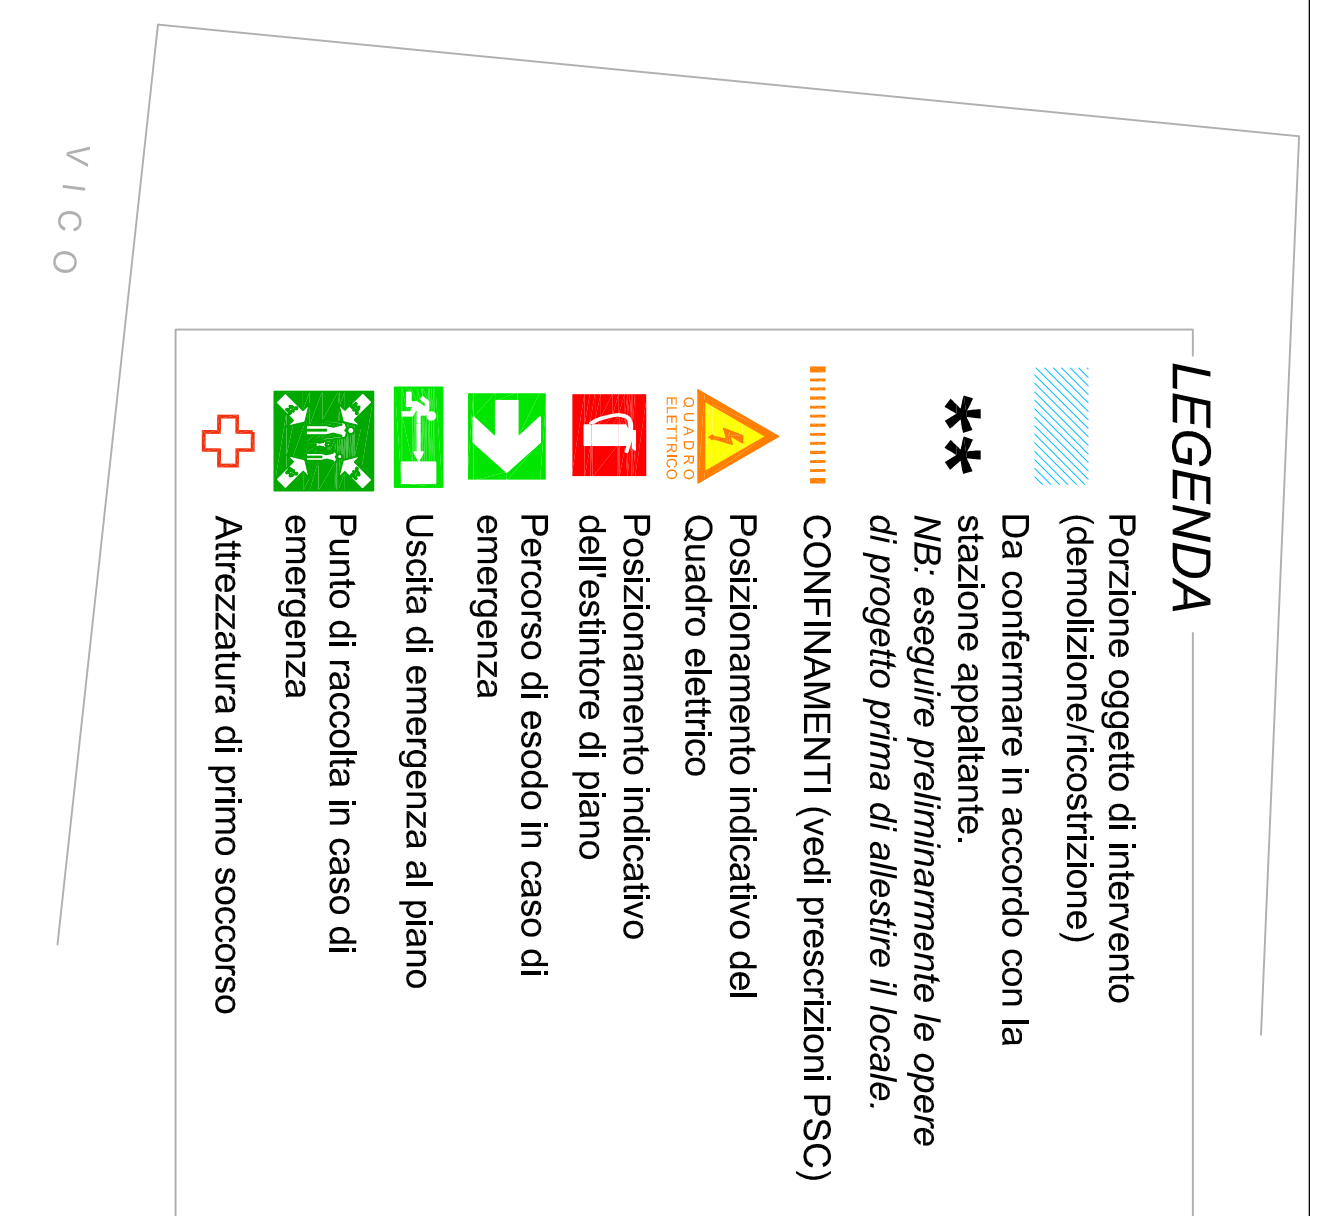 LEGENDA
Porzione oggetto di intervento
(demolizione/ricostrizione)
**
Da confermare in accordo con la
stazione appaltante.
NB: eseguire preliminarmente le opere
di progetto prima di allestire il locale.
CONFINAMENTI (vedi prescrizioni PSC)
QUADRO
ELETTRICO
Posizionamento indicativo del
Quadro elettrico
Posizionamento indicativo
dell'estintore di piano
Percorso di esodo in caso di
emergenza
Uscita di emergenza al piano
Punto di raccolta in caso di
emergenza
Attrezzatura di primo soccorso
VICO